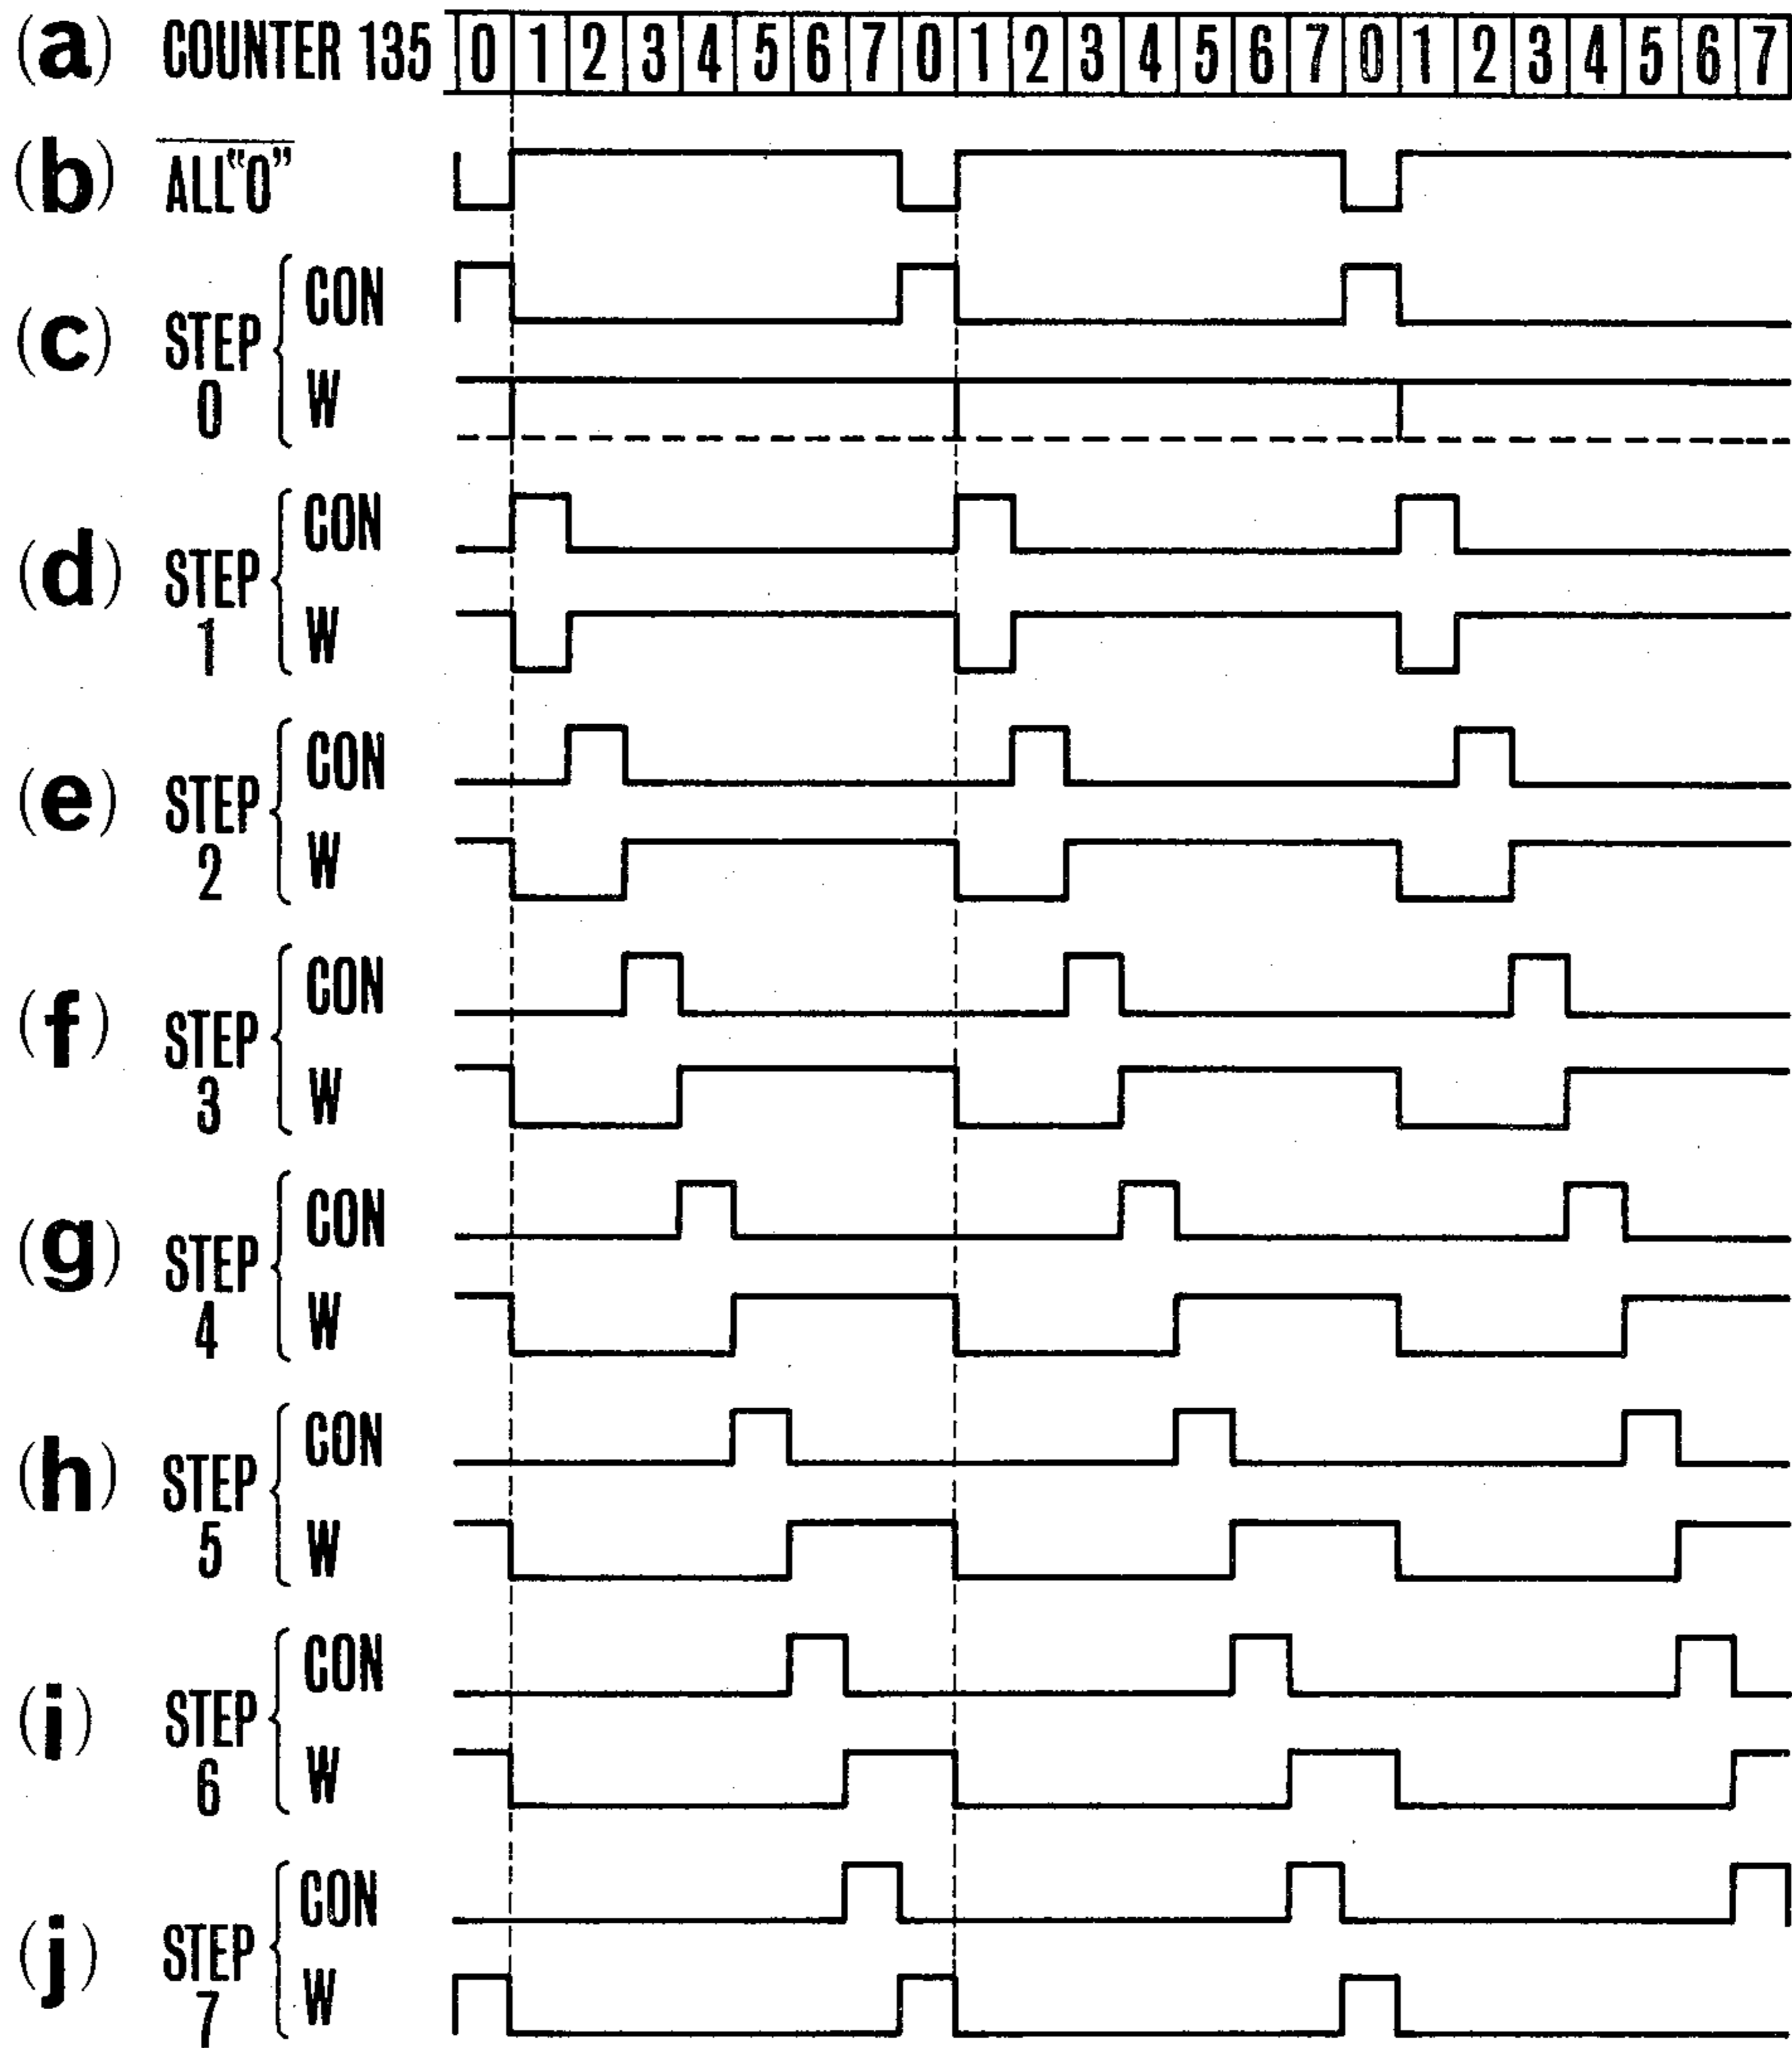 (a) COUNTER 135 0 1 2 3 4 5 6 7 0 1 2 3 4 5 6 7 0 1 2 3 4 5 6 7
(b) ALL“0”
(c) STEP 0 CON
W
(d) STEP 1 CON
W
(e) STEP 2 CON
W
(f) STEP 3 CON
W
(g) STEP 4 CON
W
(h) STEP 5 CON
W
(i) STEP 6 CON
W
(j) STEP 7 CON
W